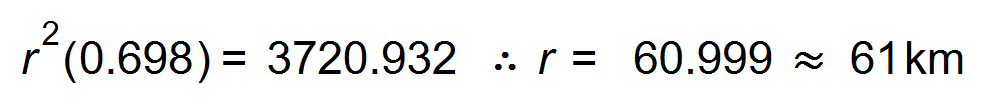 r²(0.698) = 3720.932 ∴ r = 60.999 ≈ 61km